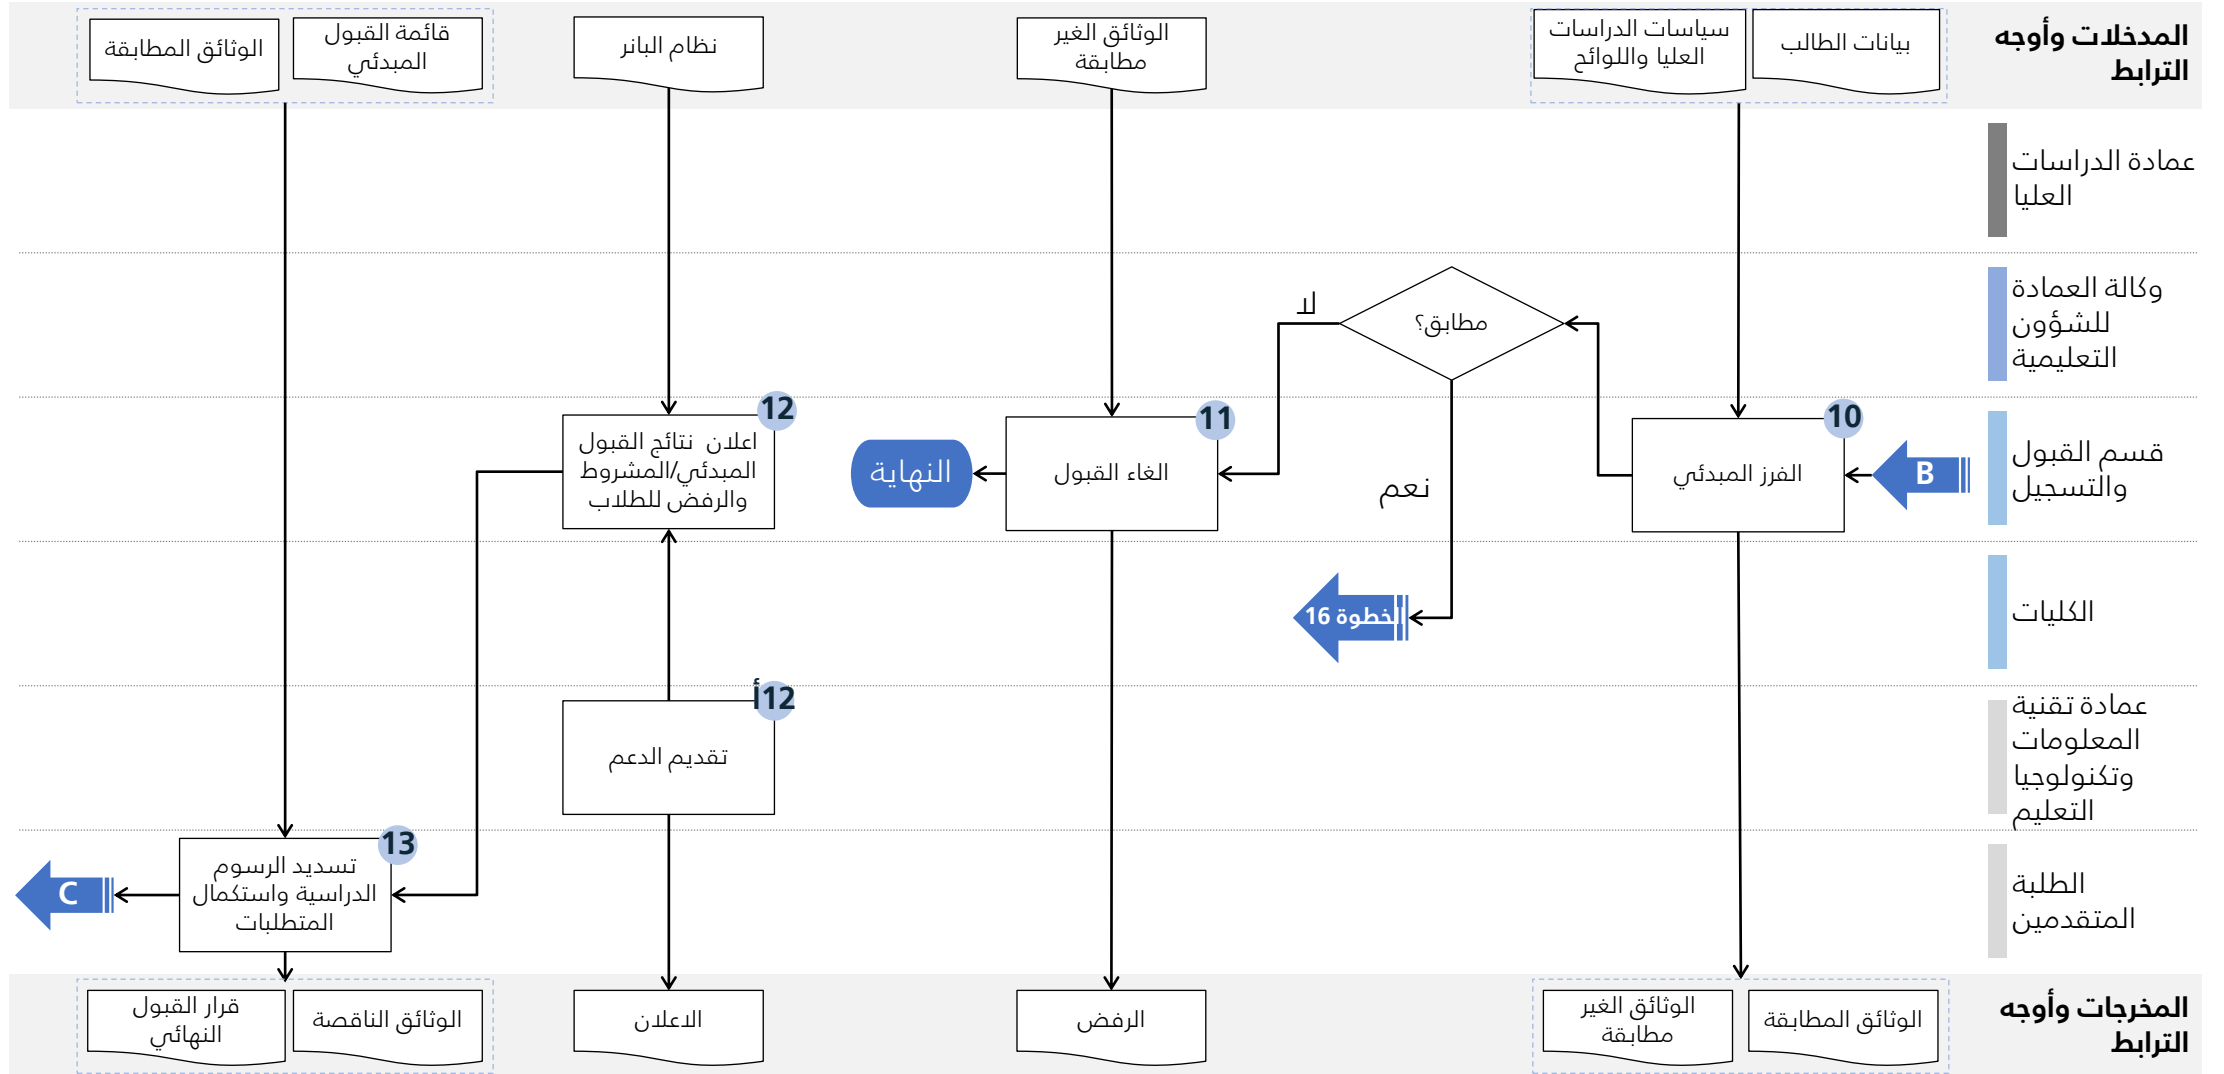 المدخلات وأوجه
الترابط
بيانات الطالب
سياسات الدراسات
العليا واللوائح
الوثائق الغير
مطابقة
نظام البانر
قائمة القبول
المبدئي
الوثائق المطابقة
عمادة الدراسات
العليا
وكالة العمادة
للشؤون
التعليمية
مطابق؟
لا
نعم
قسم القبول
والتسجيل
B
10
الفرز المبدئي
11
الغاء القبول
النهاية
12
اعلان نتائج القبول
المبدئي/المشروط
والرفض للطلاب
الكليات
الخطوة 16
عمادة تقنية
المعلومات
وتكنولوجيا
التعليم
12أ
تقديم الدعم
الطلبة
المتقدمين
13
تسديد الرسوم
الدراسية واستكمال
المتطلبات
C
المخرجات وأوجه
الترابط
الوثائق المطابقة
الوثائق الغير
مطابقة
الرفض
الاعلان
الوثائق الناقصة
قرار القبول
النهائي